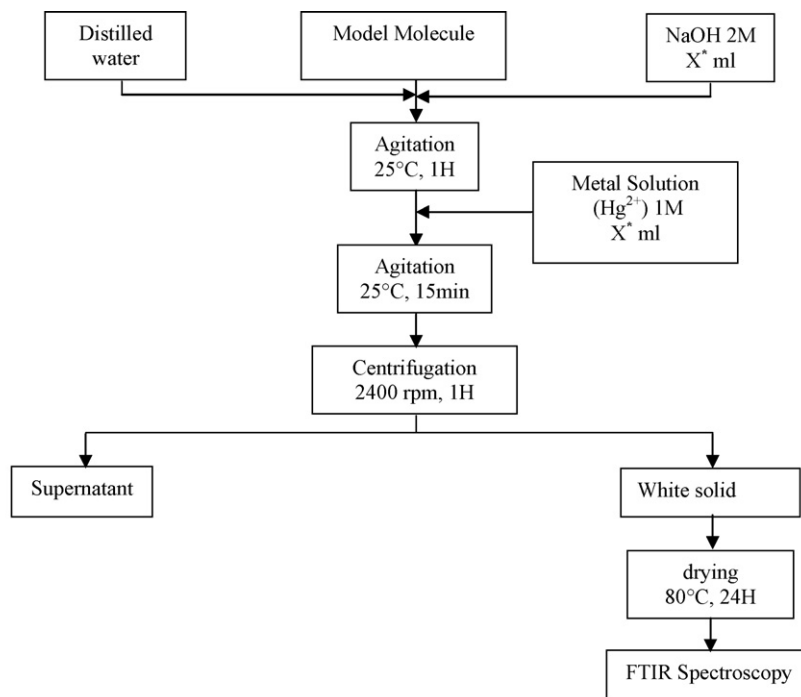 Distilled
water
Model Molecule
NaOH 2M
X* ml
Agitation
25°C, 1H
Metal Solution
(Hg²⁺) 1M
X* ml
Agitation
25°C, 15min
Centrifugation
2400 rpm, 1H
Supernatant
White solid
drying
80°C, 24H
FTIR Spectroscopy